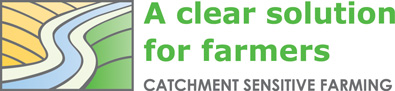 A clear solution
for farmers
CATCHMENT SENSITIVE FARMING